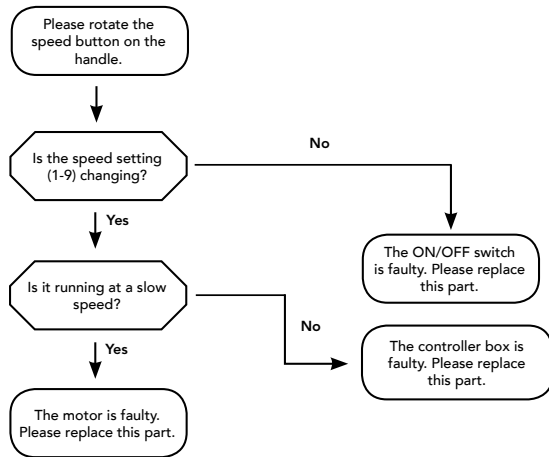 Please rotate the
speed button on the
handle.
Is the speed setting
(1-9) changing?
No
Yes
The ON/OFF switch
is faulty. Please replace
this part.
Is it running at a slow
speed?
No
The controller box is
faulty. Please replace
this part.
Yes
The motor is faulty.
Please replace this part.